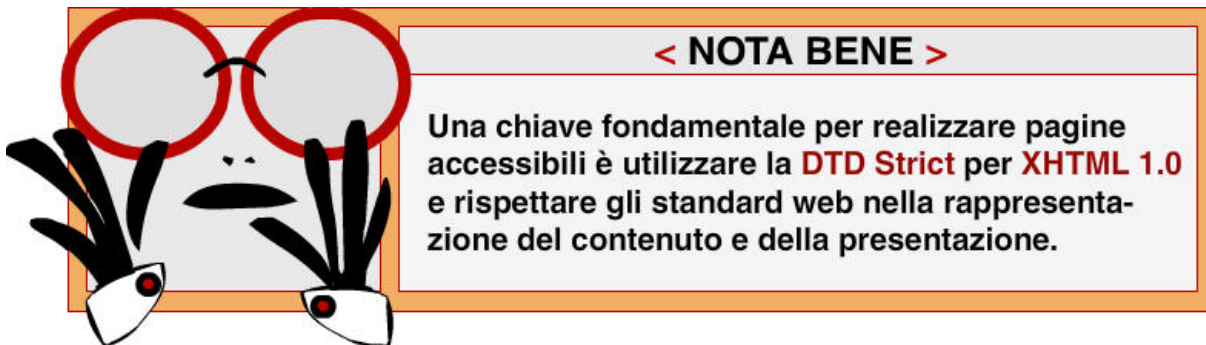 < NOTA BENE >
Una chiave fondamentale per realizzare pagine
accessibili è utilizzare la DTD Strict per XHTML 1.0
e rispettare gli standard web nella rappresenta-
zione del contenuto e della presentazione.